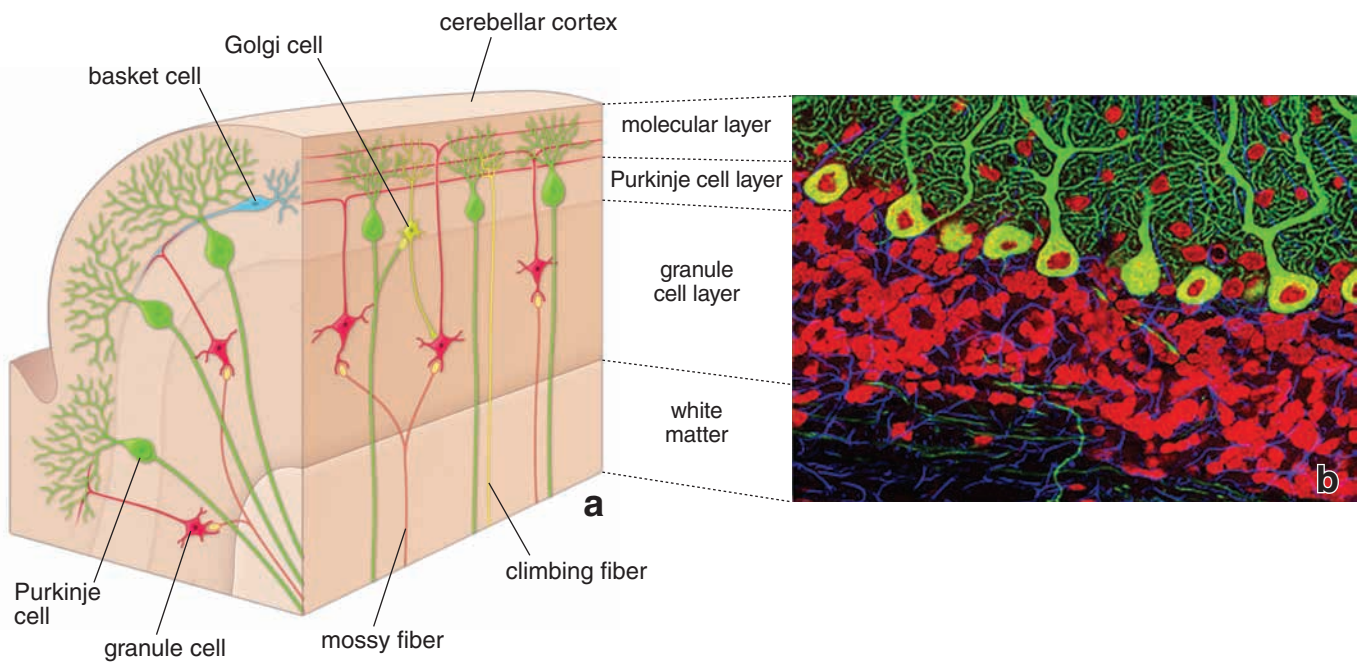 cerebellar cortex
Golgi cell
basket cell
molecular layer
Purkinje cell layer
granule
cell layer
white
matter
a
b
climbing fiber
Purkinje
cell
mossy fiber
granule cell